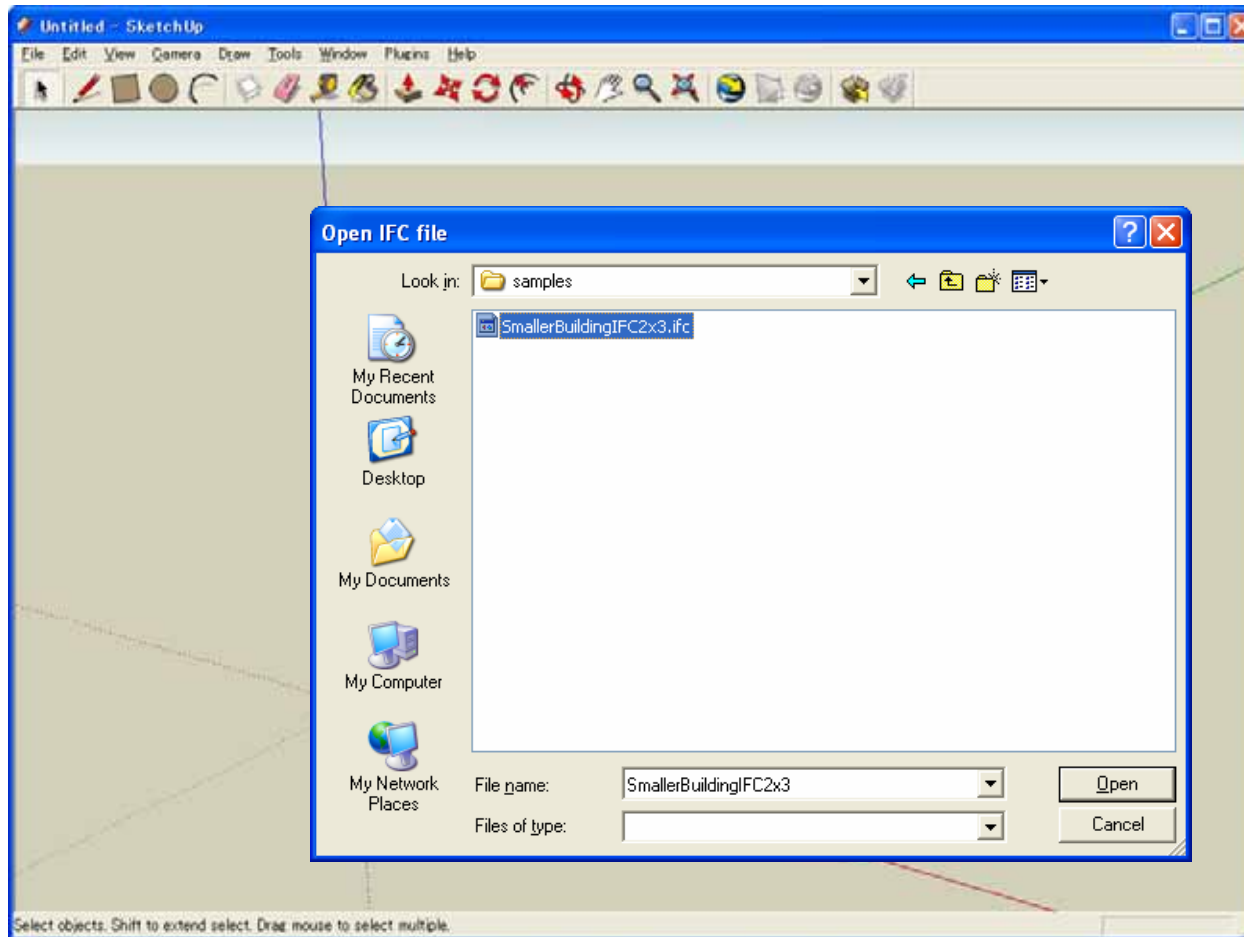 Untitled - SketchUp
File Edit View Camera Draw Tools Window Plugins Help
Open IFC file
Look in: samples
SmallerBuildingIFC2x3.ifc
My Recent
Documents
Desktop
My Documents
My Computer
My Network
Places
File name: SmallerBuildingIFC2x3 Open
Files of type: Cancel
Select objects. Shift to extend select. Drag mouse to select multiple.